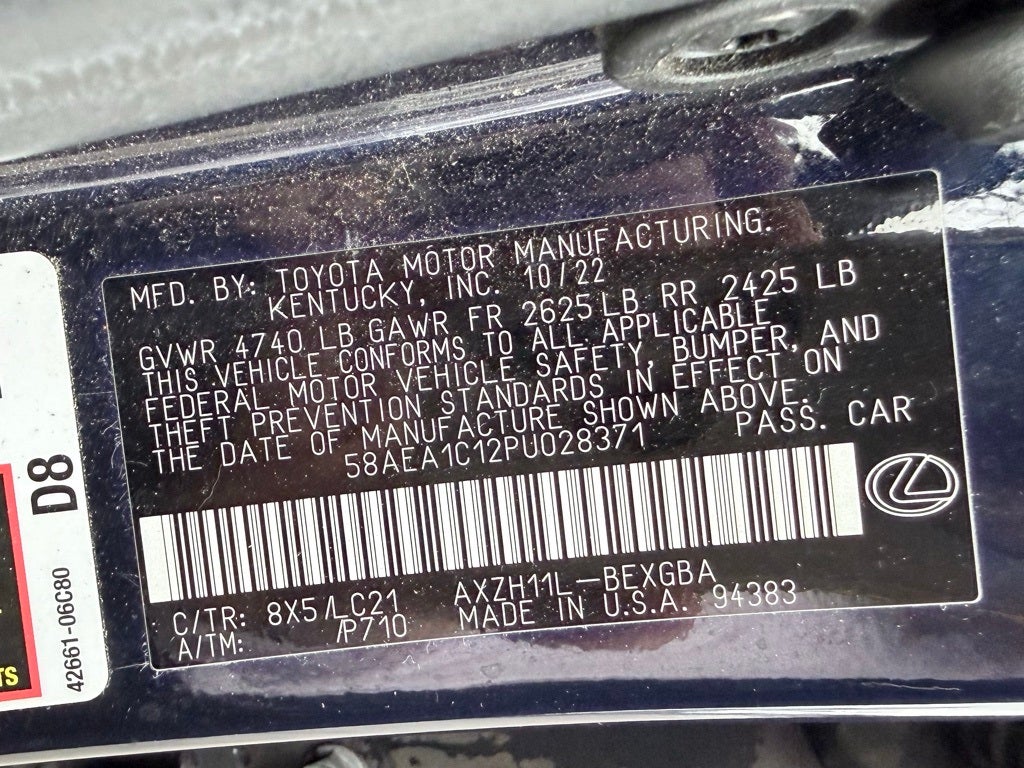 MFD. BY: TOYOTA MOTOR MANUFACTURING.
KENTUCKY, INC. 10/22
GVWR 4740 LB GAWR FR 2625 LB RR 2425 LB
THIS VEHICLE CONFORMS TO ALL APPLICABLE
FEDERAL MOTOR VEHICLE SAFETY, BUMPER, AND
THEFT PREVENTION STANDARDS IN EFFECT ON
THE DATE OF MANUFACTURE SHOWN ABOVE.
58AEA1C12PU028371 PASS. CAR
C/TR: 8X5/LC21 AXZH11L-BEXGBA
A/TM: /P710 MADE IN U.S.A. 94383
D8
42661-06C80
TS